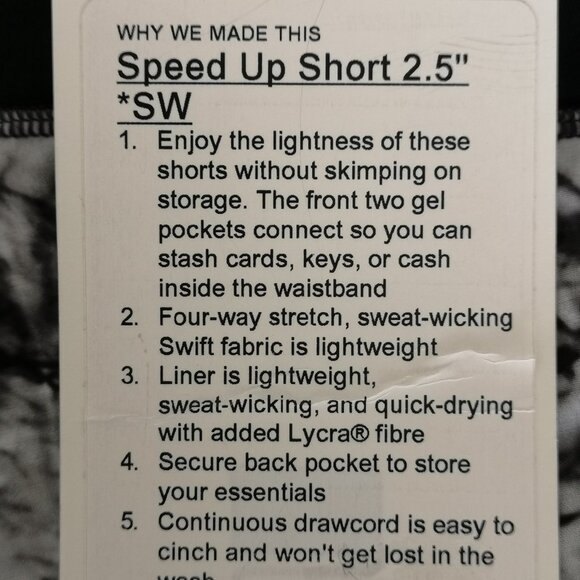 WHY WE MADE THIS
Speed Up Short 2.5"
*SW
1. Enjoy the lightness of these
shorts without skimping on
storage. The front two gel
pockets connect so you can
stash cards, keys, or cash
inside the waistband
2. Four-way stretch, sweat-wicking
Swift fabric is lightweight
3. Liner is lightweight,
sweat-wicking, and quick-drying
with added Lycra® fibre
4. Secure back pocket to store
your essentials
5. Continuous drawcord is easy to
cinch and won't get lost in the